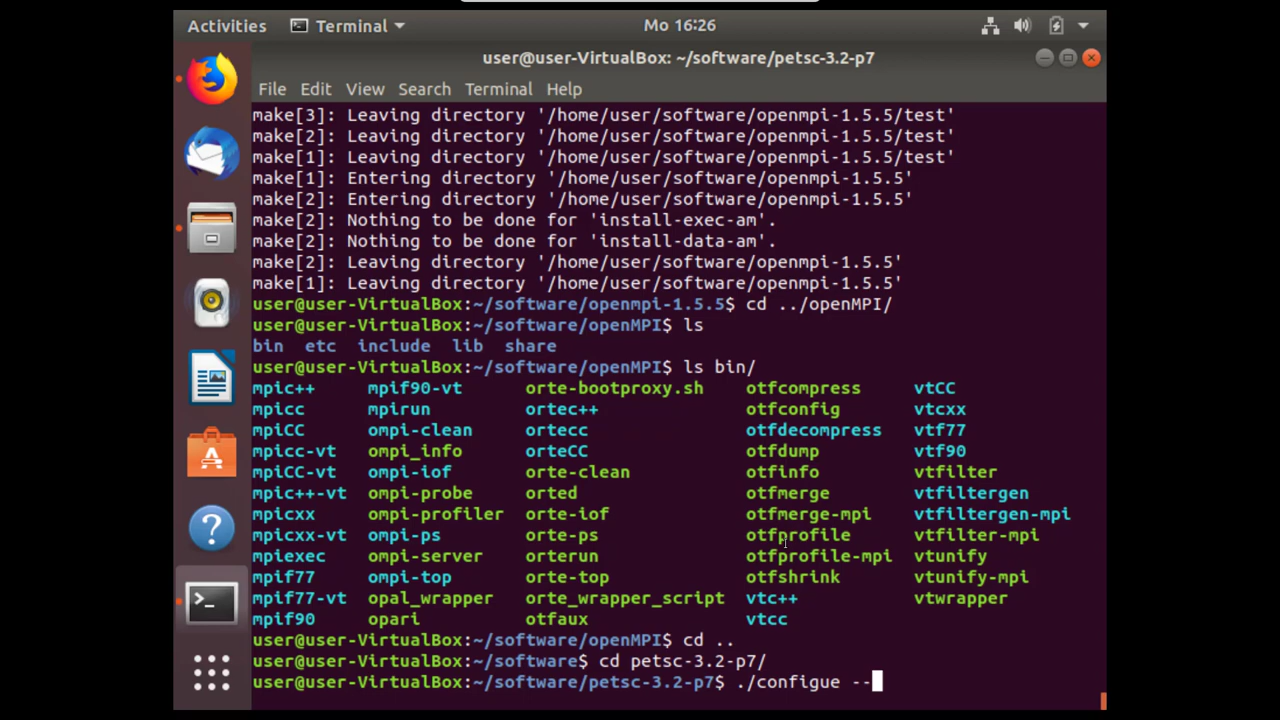 Activities Terminal Mo 16:26
user@user-VirtualBox: ~/software/petsc-3.2-p7
File Edit View Search Terminal Help
make[3]: Leaving directory '/home/user/software/openmpi-1.5.5/test'
make[2]: Leaving directory '/home/user/software/openmpi-1.5.5/test'
make[1]: Leaving directory '/home/user/software/openmpi-1.5.5/test'
make[1]: Entering directory '/home/user/software/openmpi-1.5.5'
make[2]: Entering directory '/home/user/software/openmpi-1.5.5'
make[2]: Nothing to be done for 'install-exec-am'.
make[2]: Nothing to be done for 'install-data-am'.
make[2]: Leaving directory '/home/user/software/openmpi-1.5.5'
make[1]: Leaving directory '/home/user/software/openmpi-1.5.5'
user@user-VirtualBox:~/software/openmpi-1.5.5$ cd ../openMPI/
user@user-VirtualBox:~/software/openMPI$ ls
bin etc include lib share
user@user-VirtualBox:~/software/openMPI$ ls bin/
mpic++ mpif90-vt orte-bootproxy.sh otfcompress vtCC
mpicc mpirun ortec++ otfconfig vtcxx
mpiCC ompi-clean ortecc otfdecompress vtf77
mpicc-vt ompi_info orteCC otfdump vtf90
mpiCC-vt ompi-iof orte-clean otfinfo vtfilter
mpic++-vt ompi-probe orted otfmerge vtfiltergen
mpicxx ompi-profiler orte-iof otfmerge-mpi vtfiltergen-mpi
mpicxx-vt ompi-ps orte-ps otfprofile vtfilter-mpi
mpiexec ompi-server orterun otfprofile-mpi vtunify
mpif77 ompi-top orte-top otfshrink vtunify-mpi
mpif77-vt opal_wrapper orte_wrapper_script vtc++ vtwrapper
mpif90 opari otfaux vtcc
user@user-VirtualBox:~/software/openMPI$ cd ..
user@user-VirtualBox:~/software$ cd petsc-3.2-p7/
user@user-VirtualBox:~/software/petsc-3.2-p7$ ./configue --